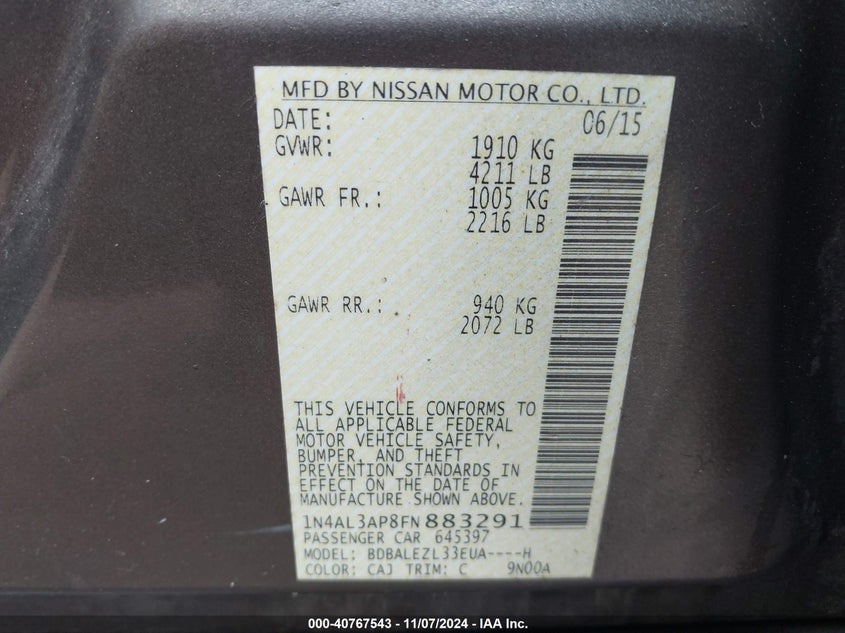 MFD BY NISSAN MOTOR CO., LTD.
DATE: 06/15
GVWR: 1910 KG
4211 LB
GAWR FR.: 1005 KG
2216 LB
GAWR RR.: 940 KG
2072 LB
THIS VEHICLE CONFORMS TO
ALL APPLICABLE FEDERAL
MOTOR VEHICLE SAFETY,
BUMPER, AND THEFT
PREVENTION STANDARDS IN
EFFECT ON THE DATE OF
MANUFACTURE SHOWN ABOVE.
1N4AL3AP8FN883291
PASSENGER CAR 645397
MODEL: BDBALEZL33EUA----H
COLOR: CAJ TRIM: C 9N00A
000-40767543 - 11/07/2024 - IAA Inc.